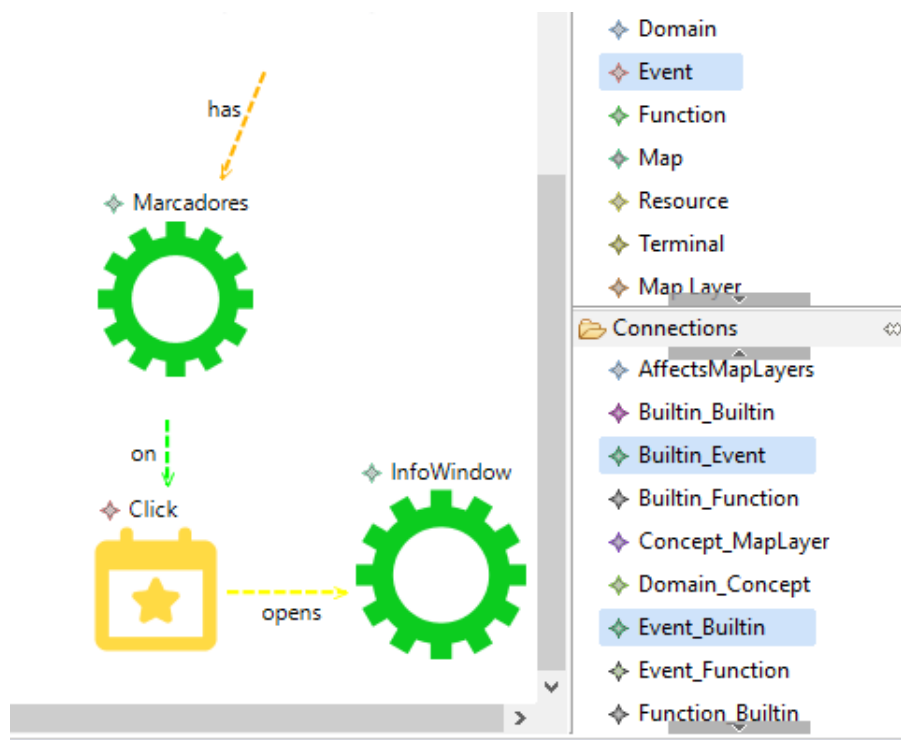 has
Marcadores
on
Click
InfoWindow
opens
Domain
Event
Function
Map
Resource
Terminal
Map Layer
Connections
AffectsMapLayers
Builtin_Builtin
Builtin_Event
Builtin_Function
Concept_MapLayer
Domain_Concept
Event_Builtin
Event_Function
Function_Builtin